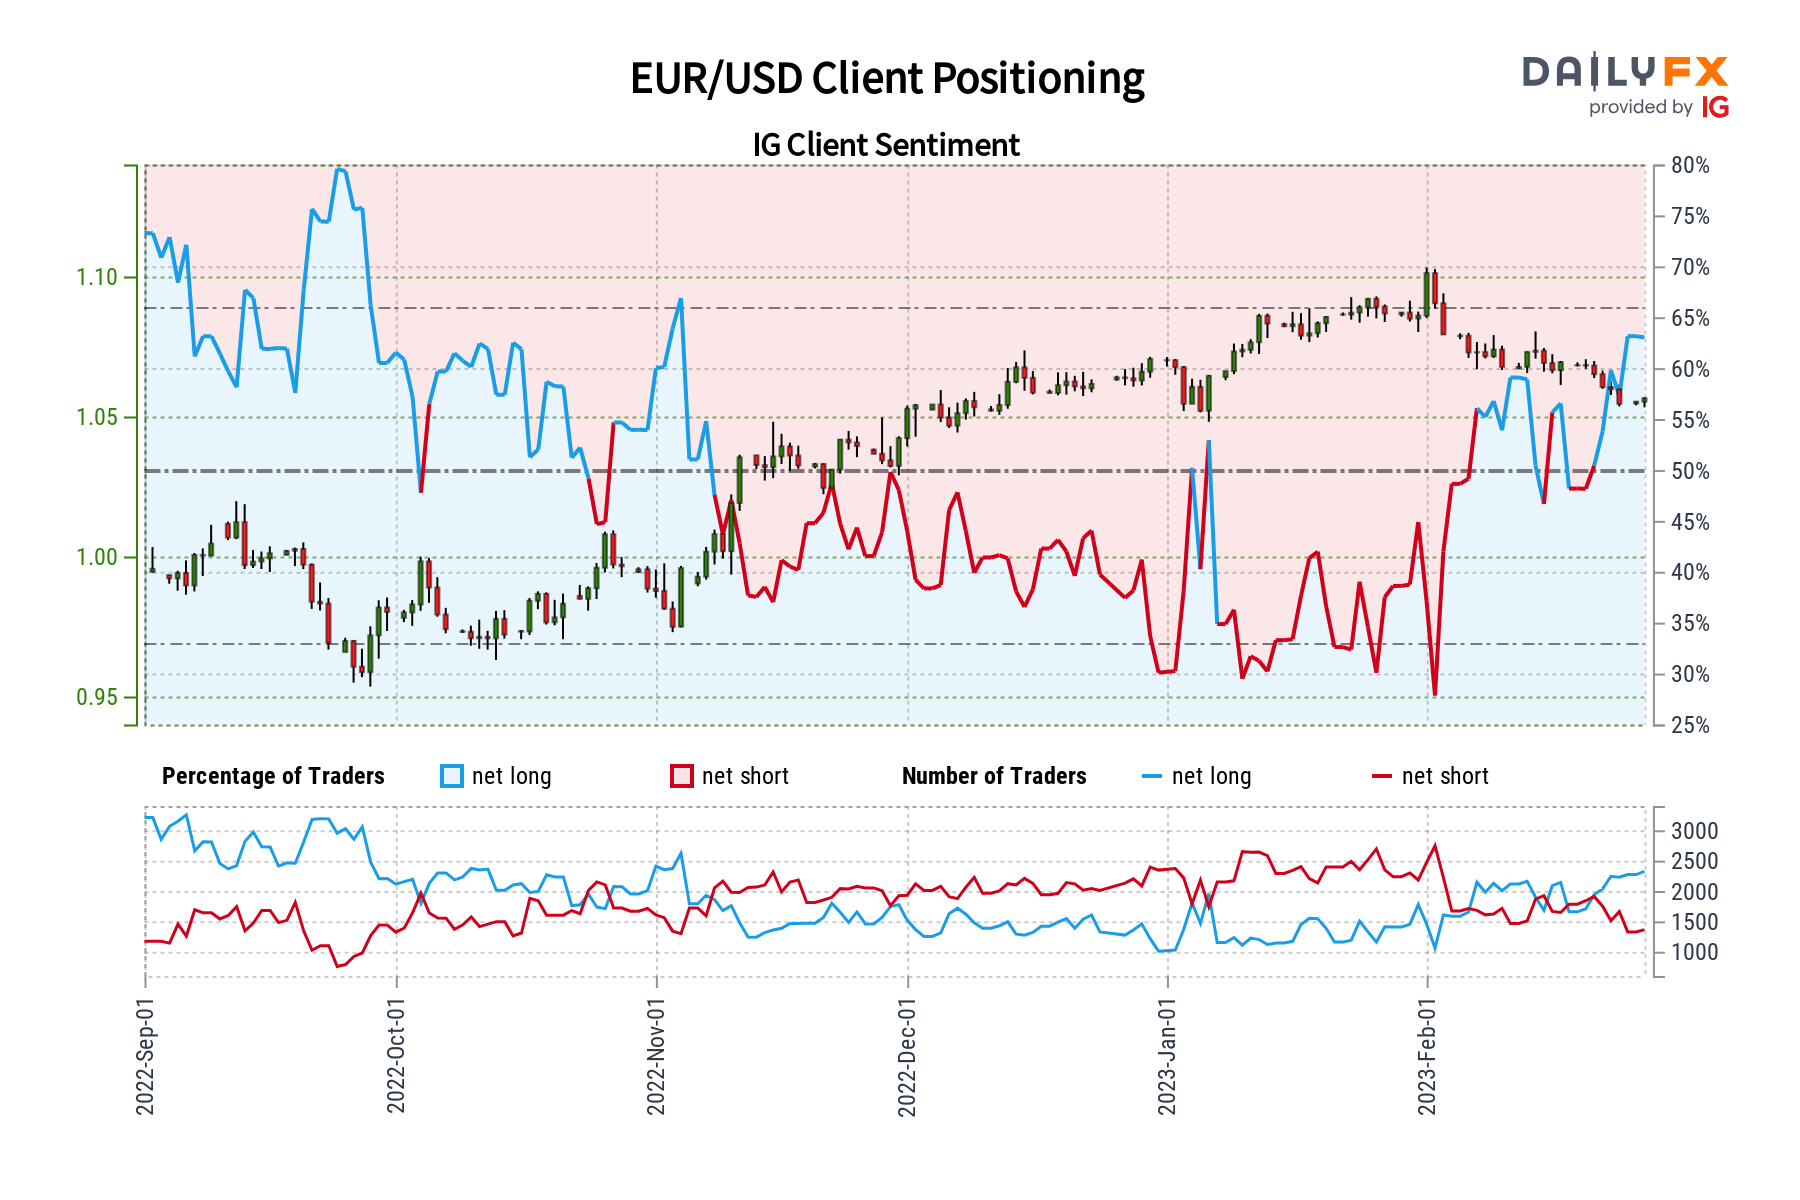 EUR/USD Client Positioning
DAILYFX
provided by IG
IG Client Sentiment
1.10
1.05
1.00
0.95
80%
75%
70%
65%
60%
55%
50%
45%
40%
35%
30%
25%
Percentage of Traders net long net short Number of Traders net long net short
3000
2500
2000
1500
1000
2022-Sep-01
2022-Oct-01
2022-Nov-01
2022-Dec-01
2023-Jan-01
2023-Feb-01